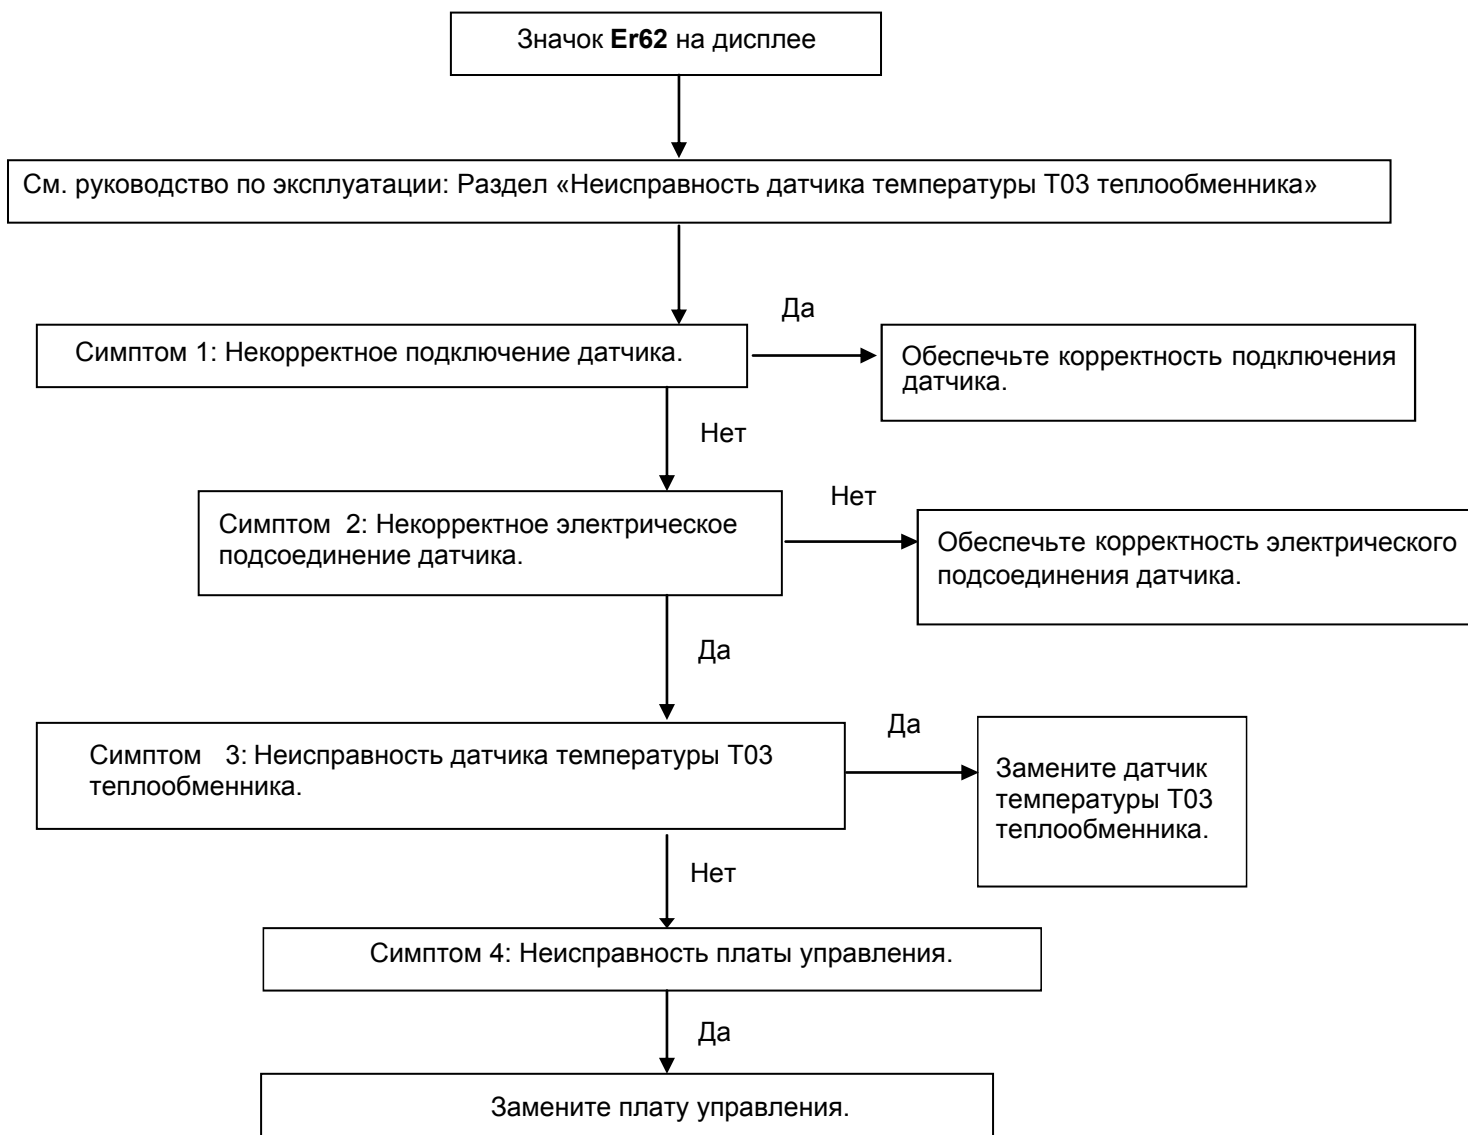 Значок Er62 на дисплее
См. руководство по эксплуатации: Раздел «Неисправность датчика температуры T03 теплообменника»
Да
Симптом 1: Некорректное подключение датчика.
Обеспечьте корректность подключения
датчика.
Нет
Нет
Симптом 2: Некорректное электрическое
подсоединение датчика.
Обеспечьте корректность электрического
подсоединения датчика.
Да
Да
Симптом 3: Неисправность датчика температуры T03
теплообменника.
Замените датчик
температуры T03
теплообменника.
Нет
Симптом 4: Неисправность платы управления.
Да
Замените плату управления.